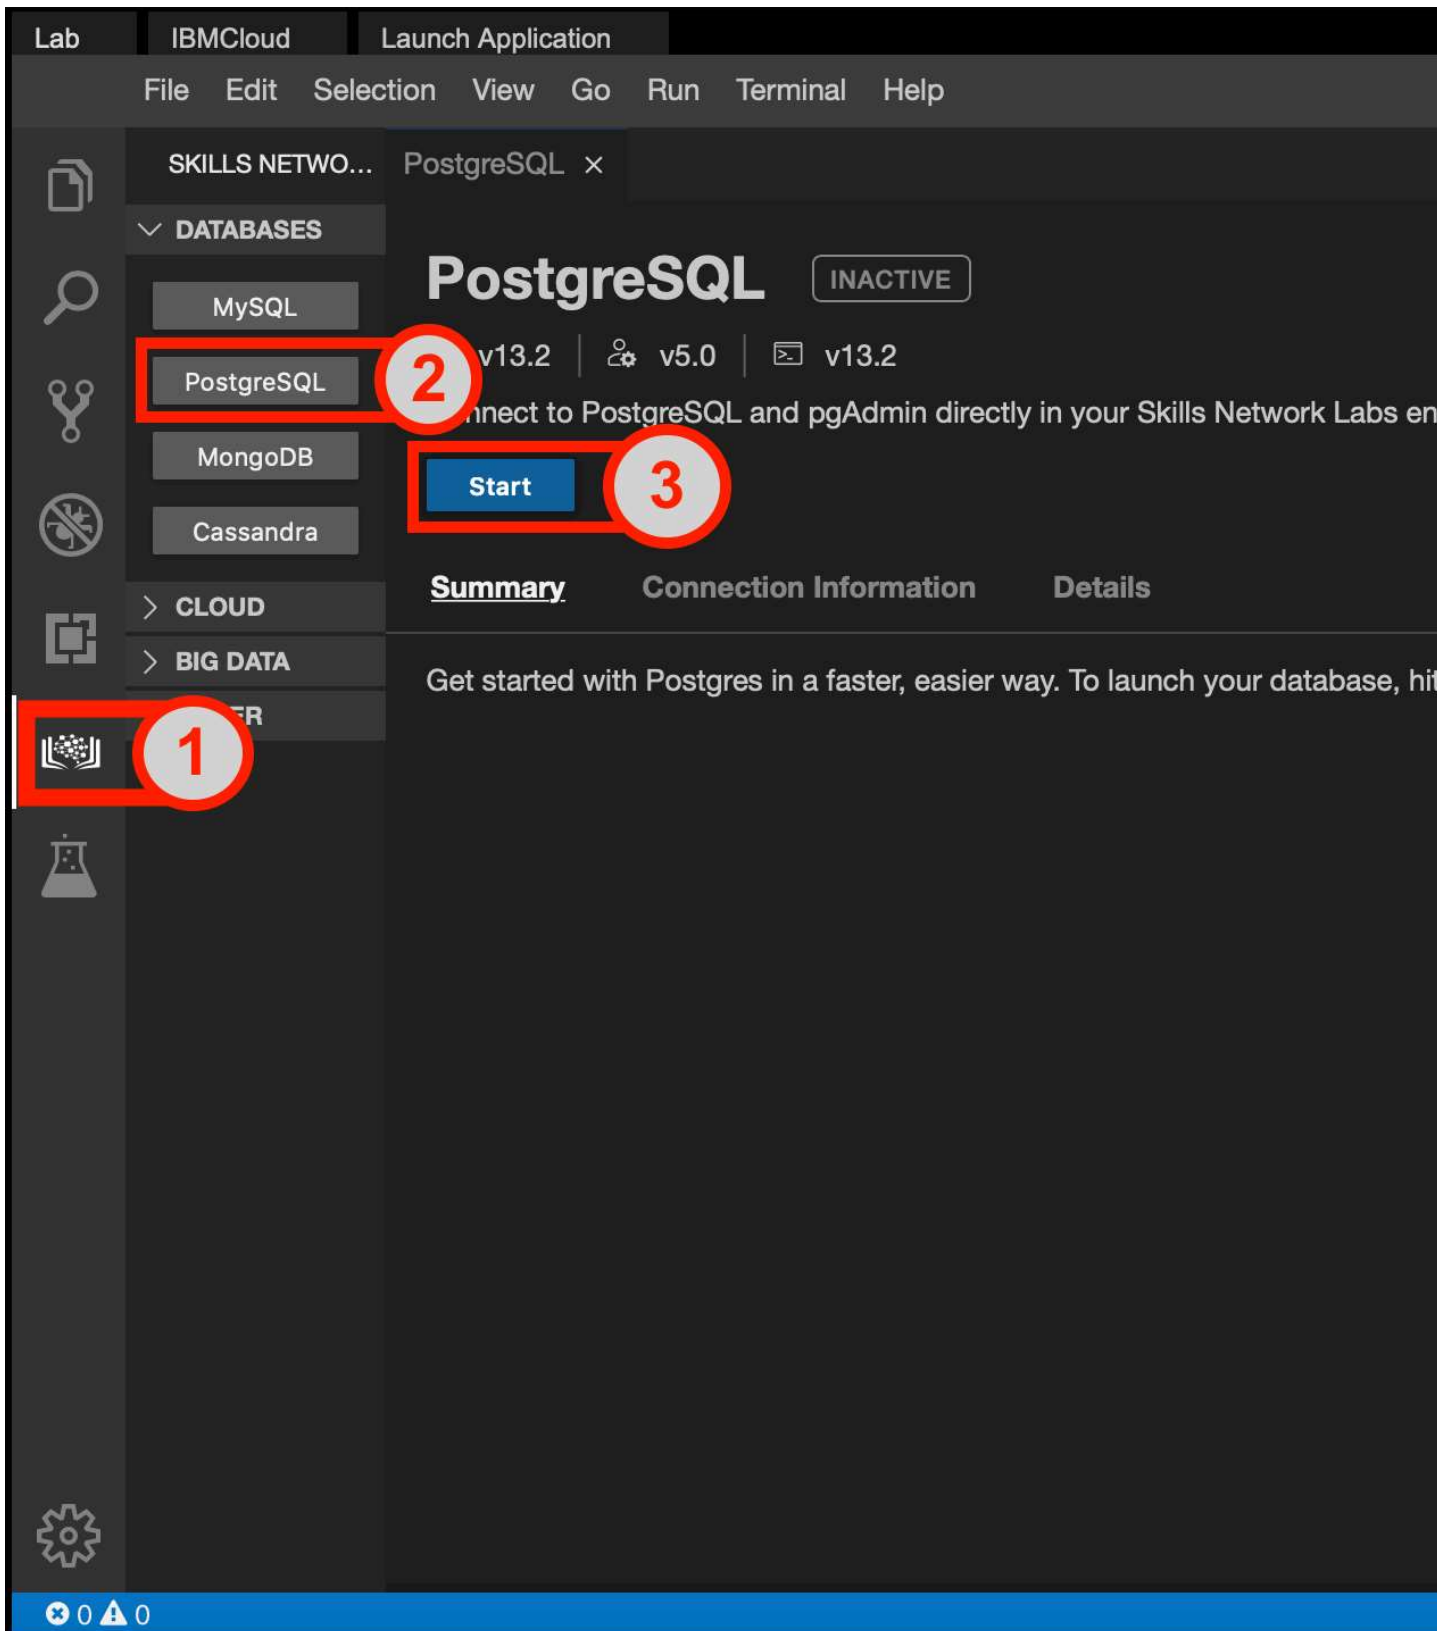 Lab IBMCloud Launch Application
File Edit Selection View Go Run Terminal Help
SKILLS NETWO... PostgreSQL ×
DATABASES
PostgreSQL INACTIVE
MySQL
v13.2 v5.0 v13.2
PostgreSQL 2
to PostgreSQL and pgAdmin directly in your Skills Network Labs en
MongoDB
Start 3
Cassandra
Summary Connection Information Details
CLOUD
BIG DATA
Get started with Postgres in a faster, easier way. To launch your database, hit
1
0 0